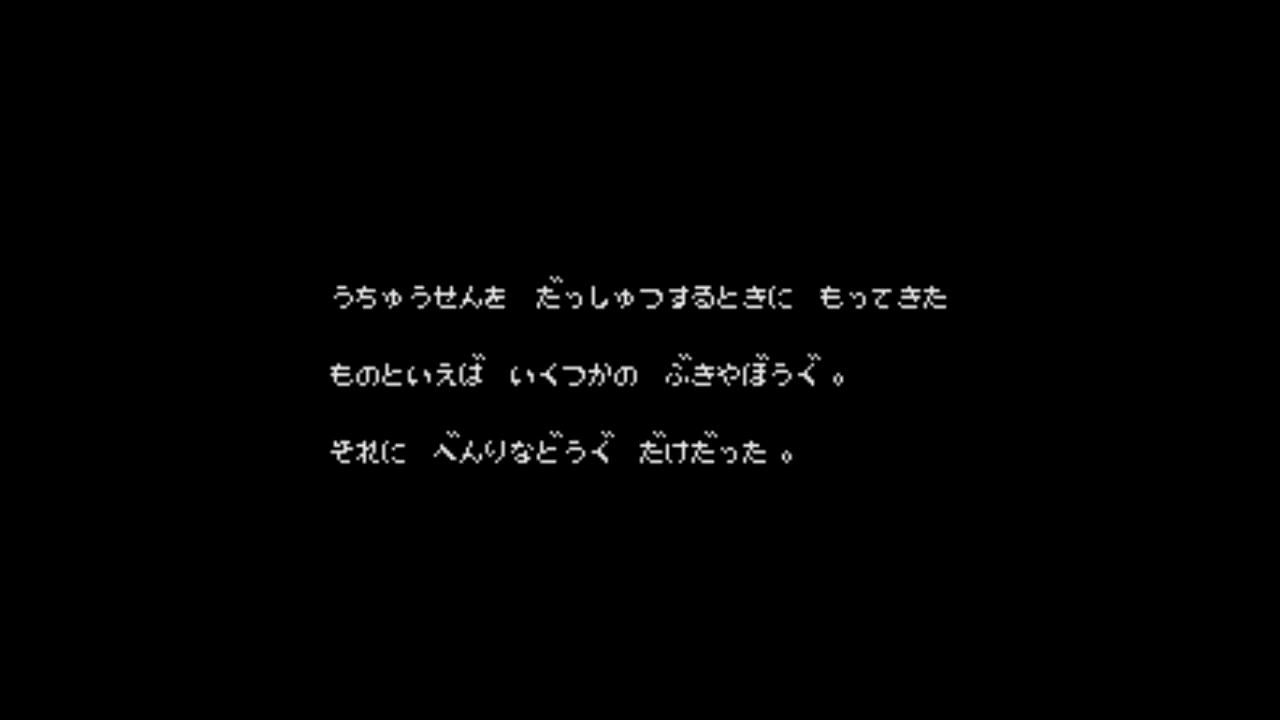 うちゅうせんを　だっしゅつするときに　もってきた
ものといえば　いくつかの　ぶきやぼうぐ。
それに　べんりなどうぐ　だけだった。